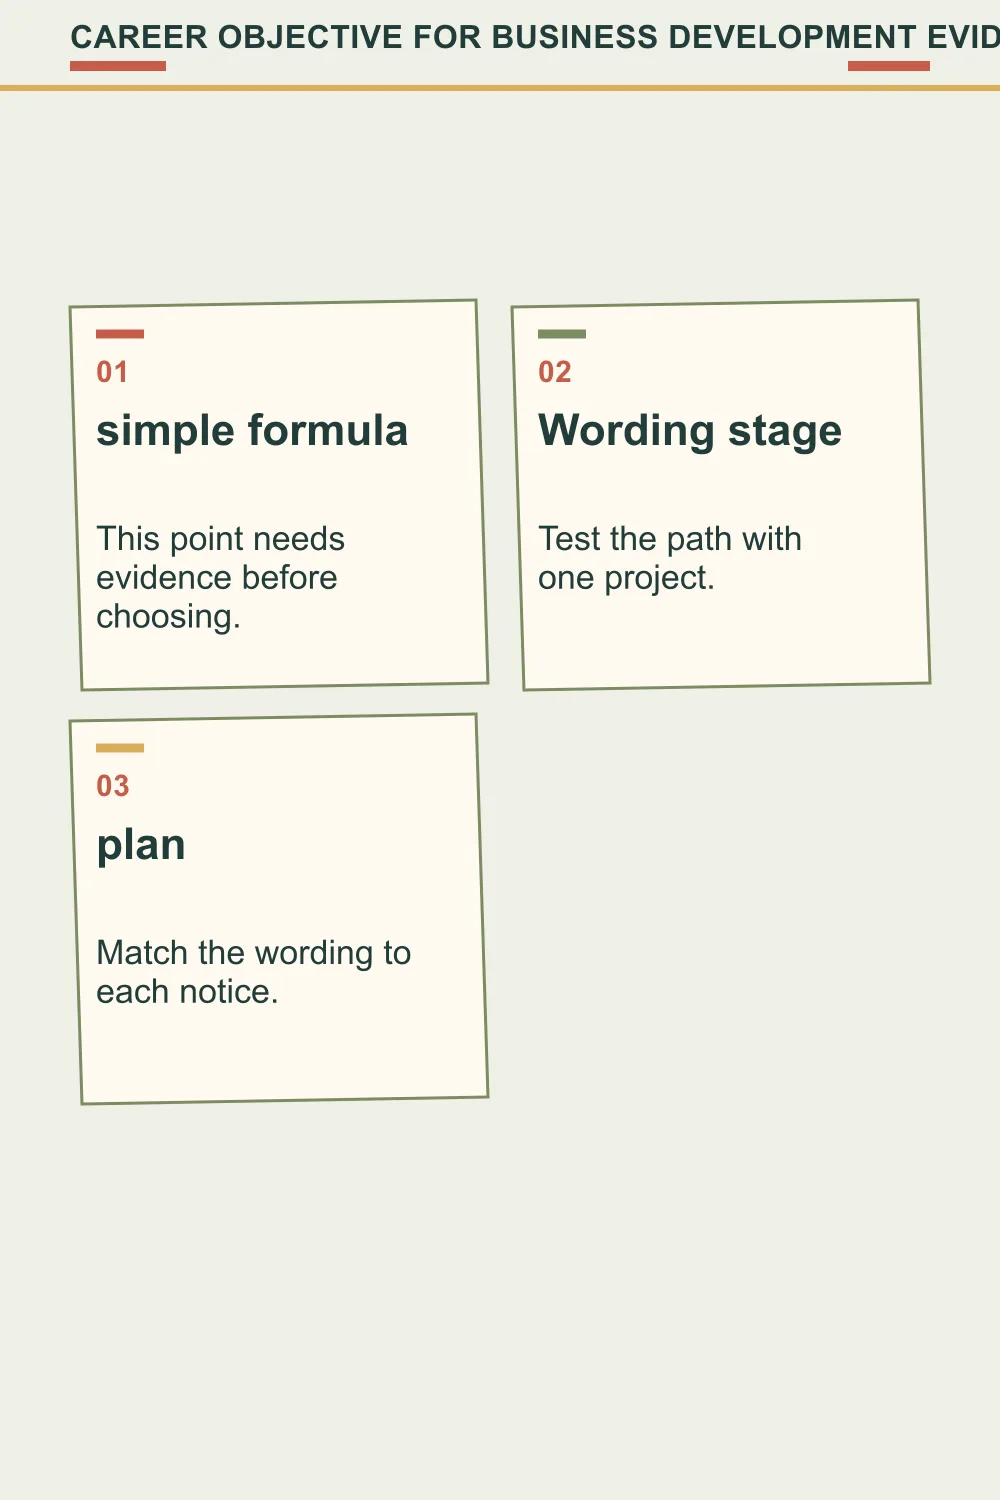 CAREER OBJECTIVE FOR BUSINESS DEVELOPMENT EVID
01
simple formula
This point needs
evidence before
choosing.
02
Wording stage
Test the path with
one project.
03
plan
Match the wording to
each notice.